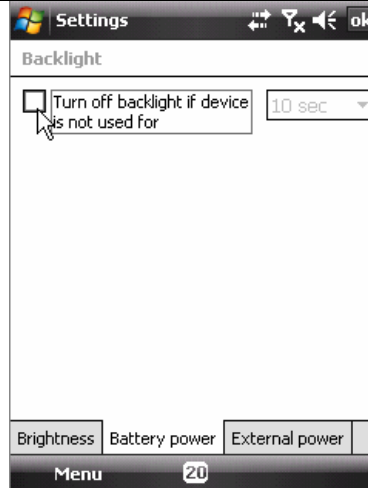 Settings ok
Backlight
Turn off backlight if device 10 sec
is not used for
Brightness Battery power External power
Menu 20